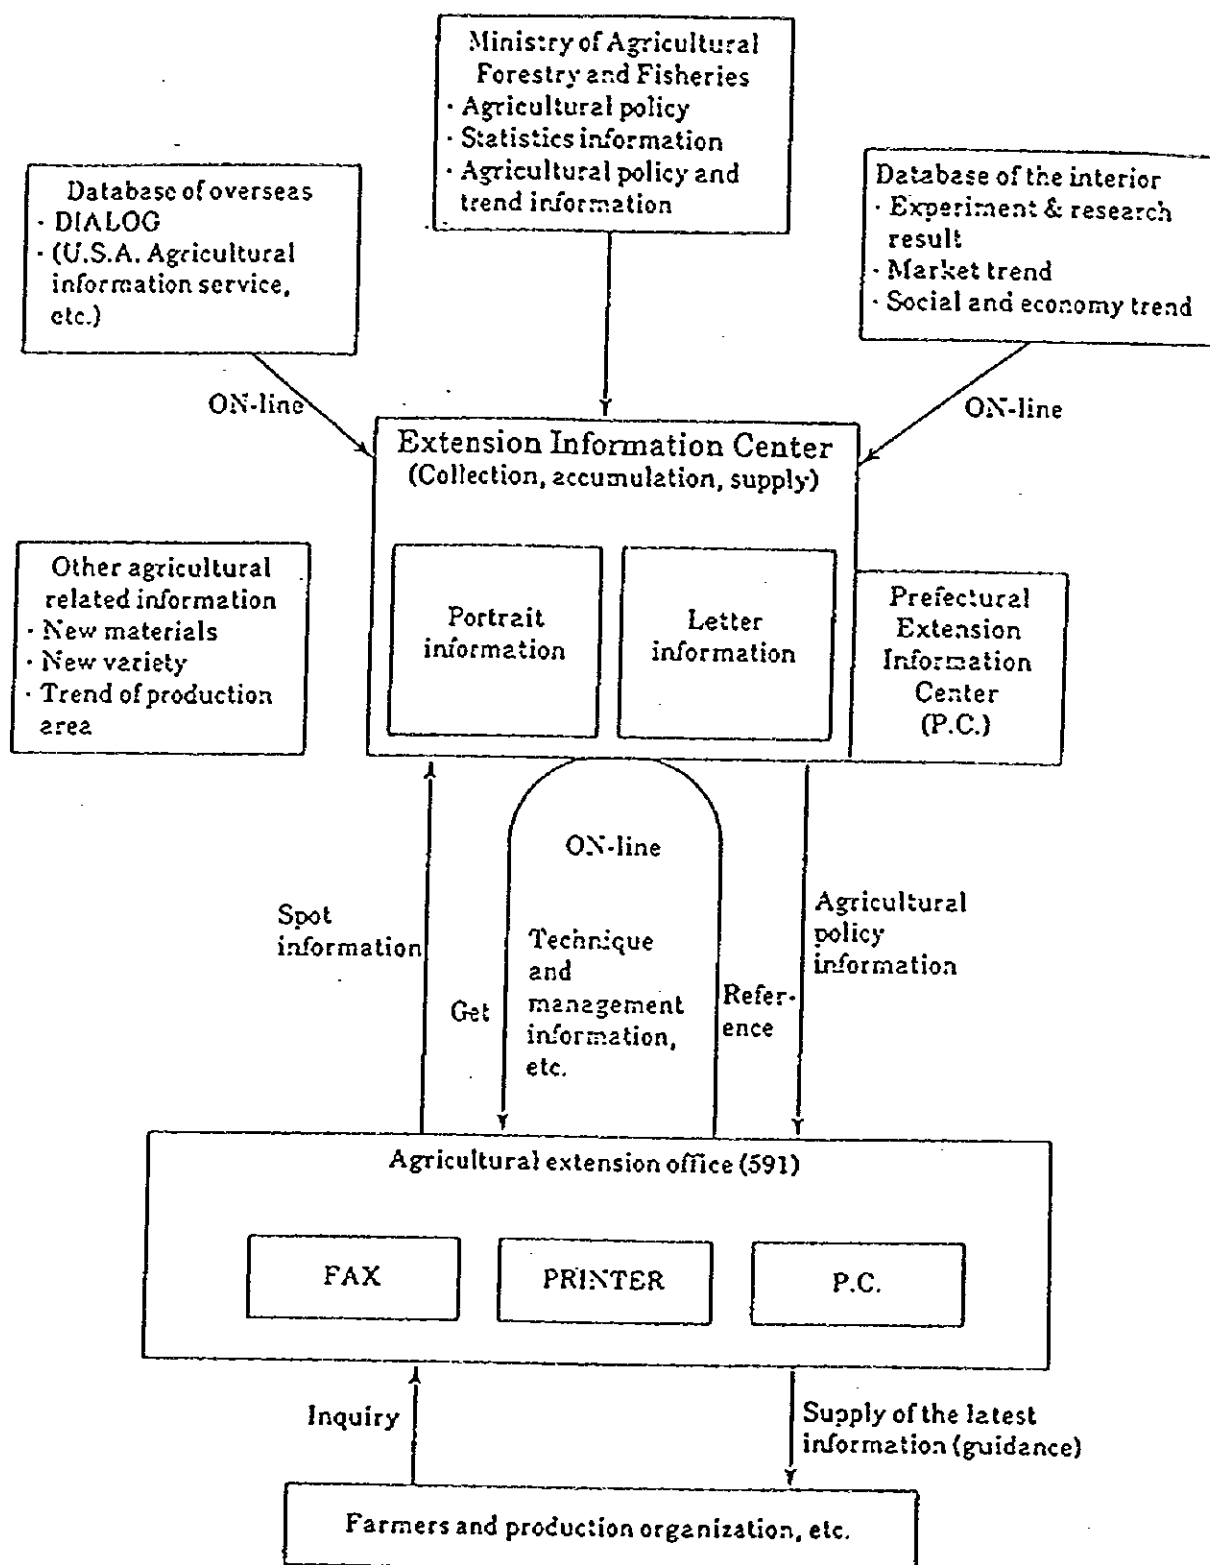 Ministry of Agricultural
Forestry and Fisheries
· Agricultural policy
· Statistics information
· Agricultural policy and
trend information
Database of overseas
· DIALOG
· (U.S.A. Agricultural
information service,
etc.)
Database of the interior
· Experiment & research
result
· Market trend
· Social and economy trend
ON-line
ON-line
Extension Information Center
(Collection, accumulation, supply)
Other agricultural
related information
· New materials
· New variety
· Trend of production
area
Portrait
information
Letter
information
Prefectural
Extension
Information
Center
(P.C.)
ON-line
Spot
information
Get
Technique
and
management
information,
etc.
Refer-
ence
Agricultural
policy
information
Agricultural extension office (591)
FAX
PRINTER
P.C.
Inquiry
Supply of the latest
information (guidance)
Farmers and production organization, etc.